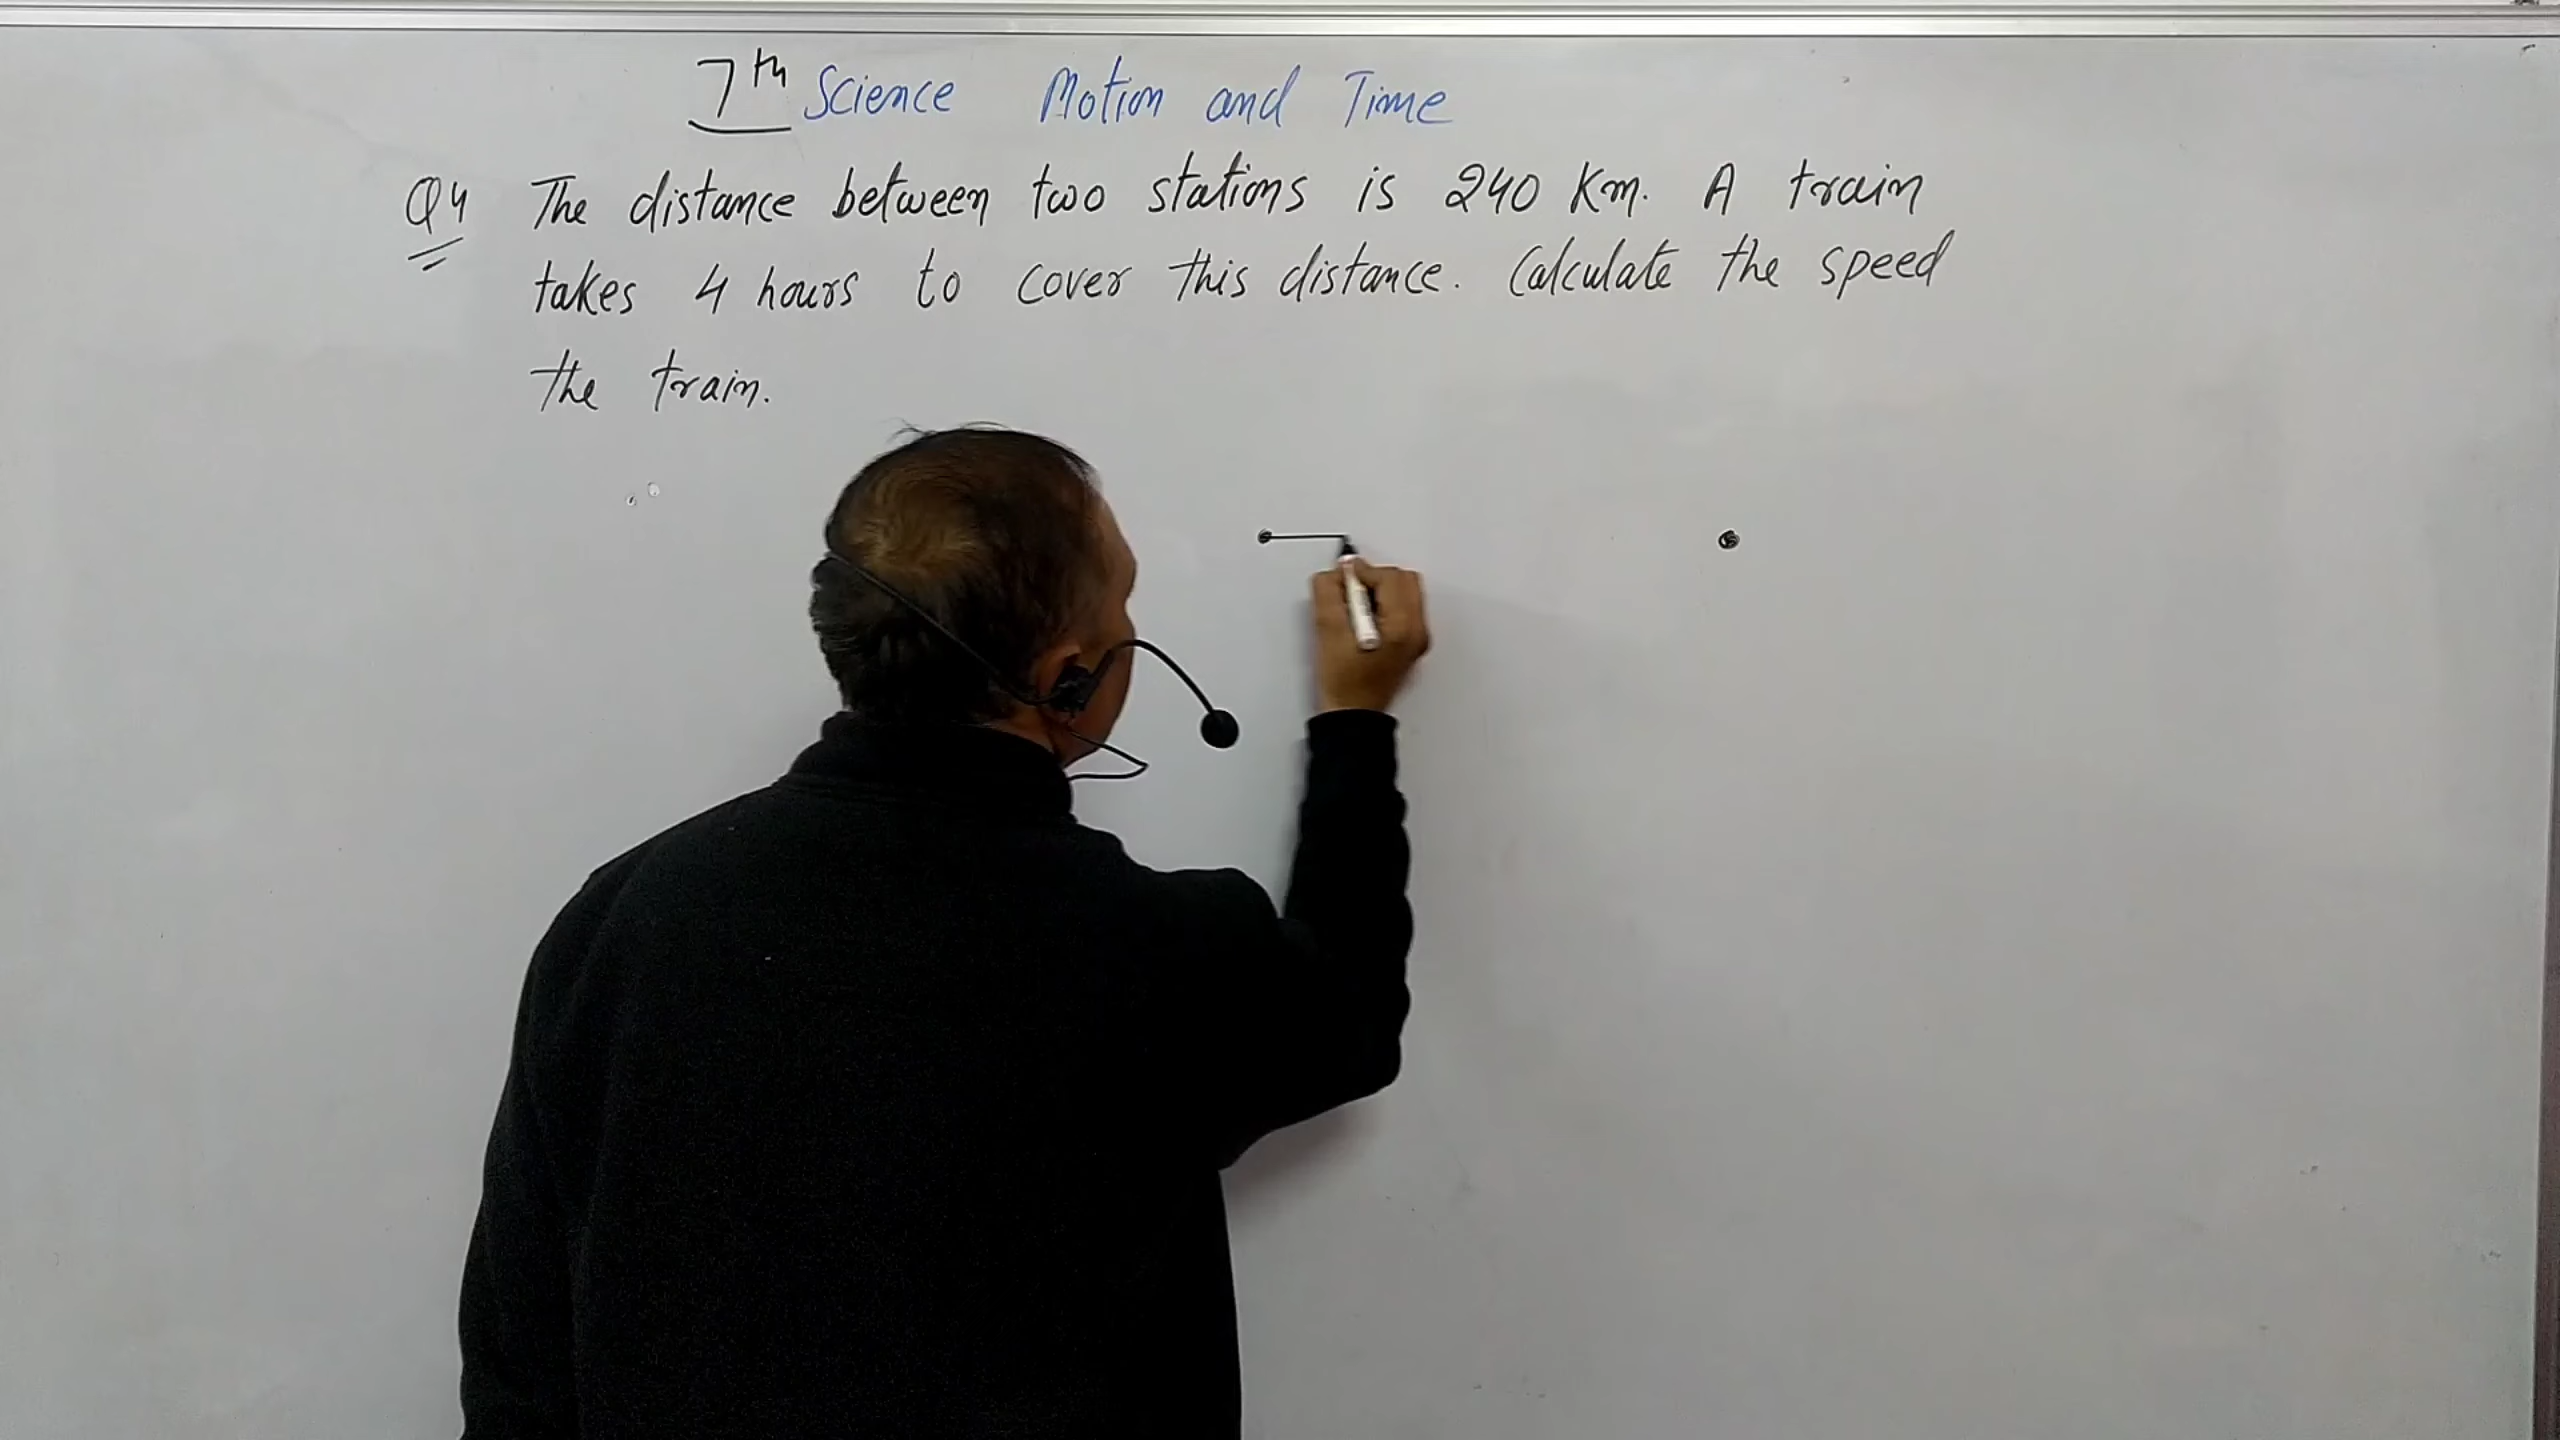 7th Science Motion and Time
Q4 The distance between two stations is 240 Km. A train
takes 4 hours to cover this distance. Calculate the speed
the train.